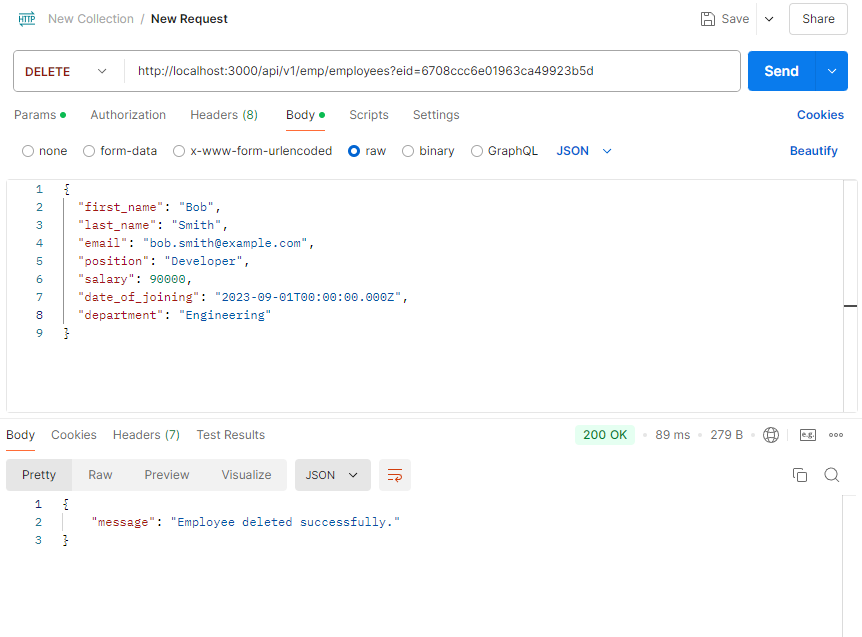 HTTP New Collection / New Request Save Share
DELETE http://localhost:3000/api/v1/emp/employees?eid=6708ccc6e01963ca49923b5d Send
Params Authorization Headers (8) Body Scripts Settings Cookies
none form-data x-www-form-urlencoded raw binary GraphQL JSON Beautify
1 {
2 "first_name": "Bob",
3 "last_name": "Smith",
4 "email": "bob.smith@example.com",
5 "position": "Developer",
6 "salary": 90000,
7 "date_of_joining": "2023-09-01T00:00:00.000Z",
8 "department": "Engineering"
9 }
Body Cookies Headers (7) Test Results 200 OK 89 ms 279 B e.g.
Pretty Raw Preview Visualize JSON
1 {
2 "message": "Employee deleted successfully."
3 }